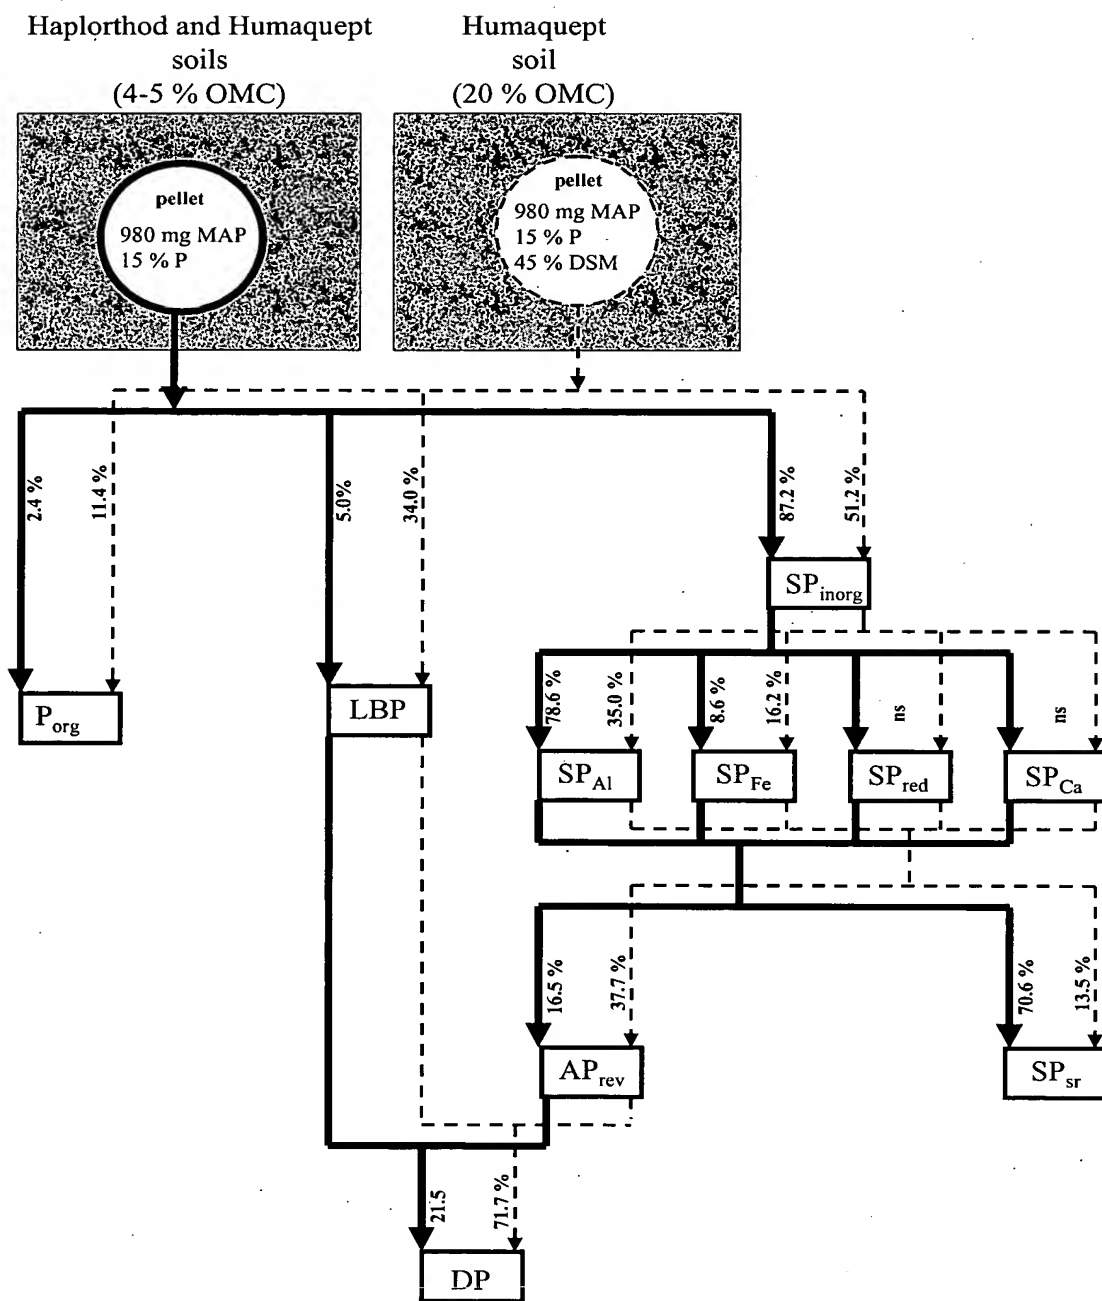 Haplorthod and Humaquept
soils
(4-5 % OMC)
Humaquept
soil
(20 % OMC)
pellet
980 mg MAP
15 % P
pellet
980 mg MAP
15 % P
45 % DSM
2.4 %
11.4 %
5.0%
34.0 %
87.2 %
51.2 %
SPinorg
78.6 %
35.0 %
8.6 %
16.2 %
ns
ns
Porg
LBP
SPAl
SPFe
SPred
SPCa
16.5 %
37.7 %
70.6 %
13.5 %
APrev
SPsr
21.5
71.7 %
DP